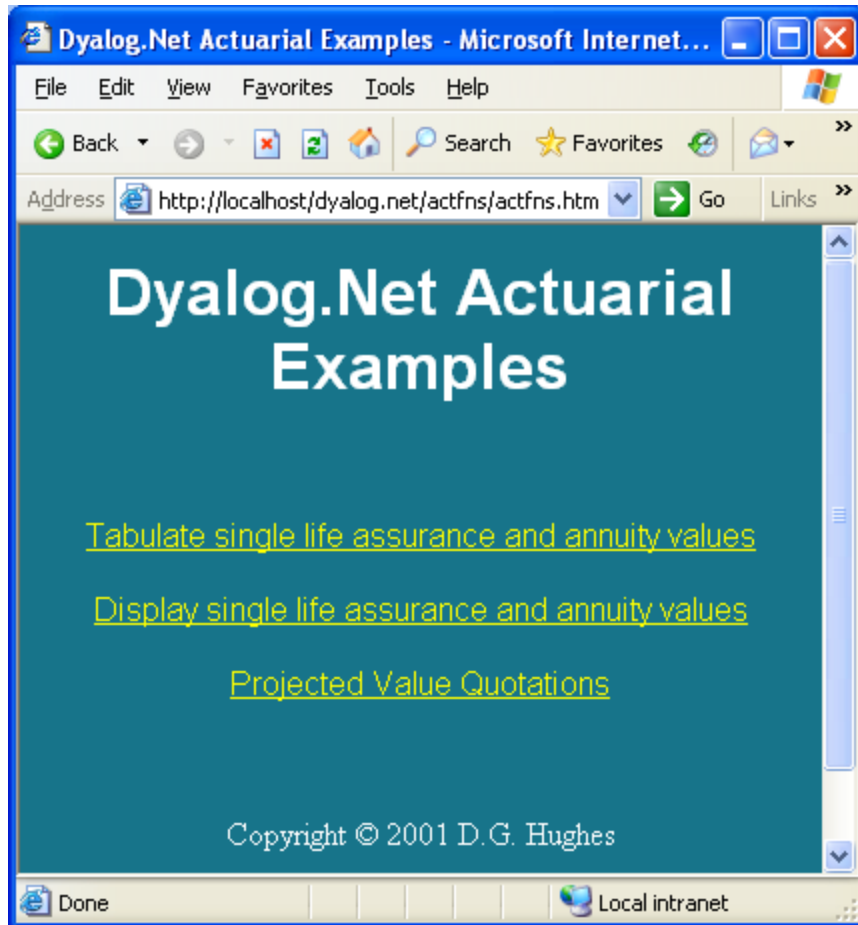 Dyalog.Net Actuarial Examples - Microsoft Internet...
File Edit View Favorites Tools Help
Back Search Favorites »
Address http://localhost/dyalog.net/actfns/actfns.htm Go Links »
Dyalog.Net Actuarial
Examples
Tabulate single life assurance and annuity values
Display single life assurance and annuity values
Projected Value Quotations
Copyright © 2001 D.G. Hughes
Done Local intranet